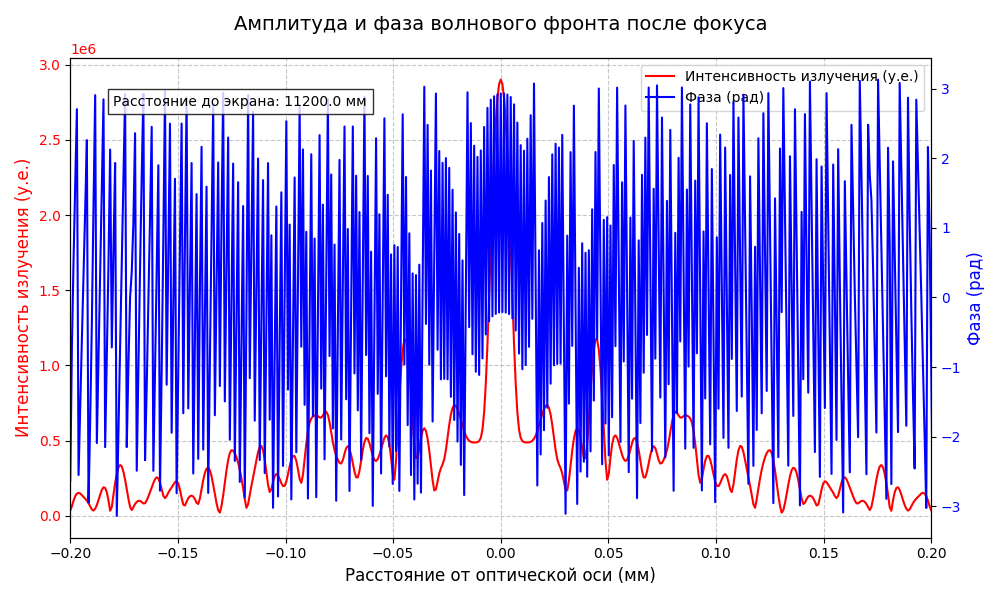 Амплитуда и фаза волнового фронта после фокуса
1e6
Интенсивность излучения (у.е.)
Фаза (рад)
Расстояние до экрана: 11200.0 мм
3.0
2.5
2.0
1.5
1.0
0.5
0.0
3
2
1
0
−1
−2
−3
Интенсивность излучения (у.е.)
Фаза (рад)
−0.20
−0.15
−0.10
−0.05
0.00
0.05
0.10
0.15
0.20
Расстояние от оптической оси (мм)